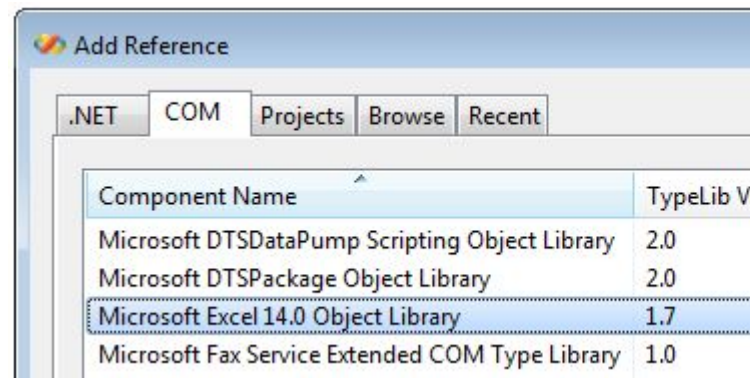 Add Reference
.NET COM Projects Browse Recent
Component Name TypeLib V
Microsoft DTSDataPump Scripting Object Library 2.0
Microsoft DTSPackage Object Library 2.0
Microsoft Excel 14.0 Object Library 1.7
Microsoft Fax Service Extended COM Type Library 1.0